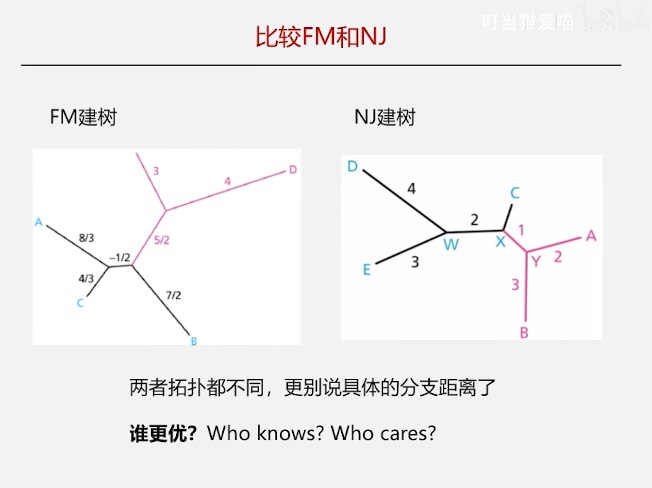 叮当猫爱喵
比较FM和NJ
FM建树
NJ建树
3
4
D
A
8/3
-1/2
5/2
4/3
C
7/2
B
D
4
C
2
1
A
W
X
Y
2
E
3
3
B
两者拓扑都不同，更别说具体的分支距离了
谁更优？Who knows? Who cares?